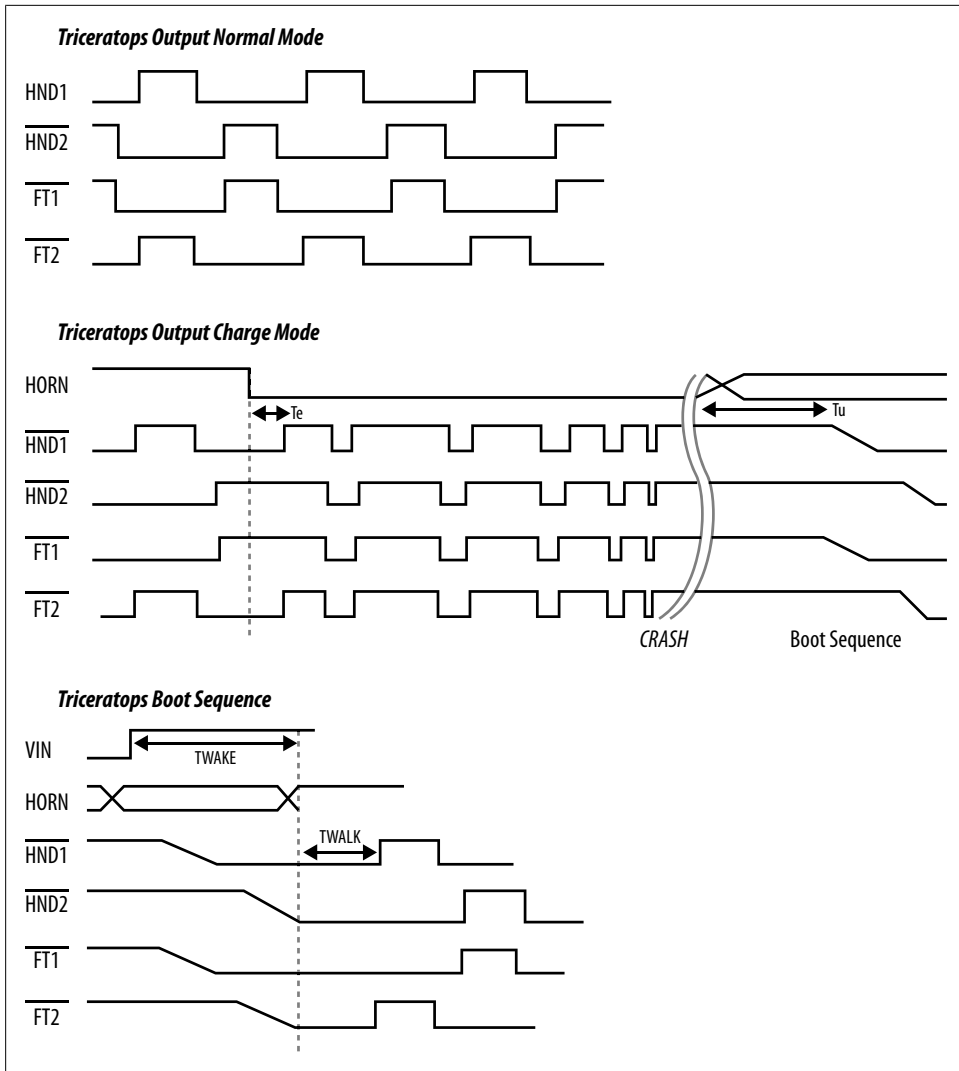 Triceratops Output Normal Mode
HND1
HND2
FT1
FT2
Triceratops Output Charge Mode
HORN
Te
Tu
HND1
HND2
FT1
FT2
CRASH Boot Sequence
Triceratops Boot Sequence
VIN
TWAKE
HORN
TWALK
HND1
HND2
FT1
FT2